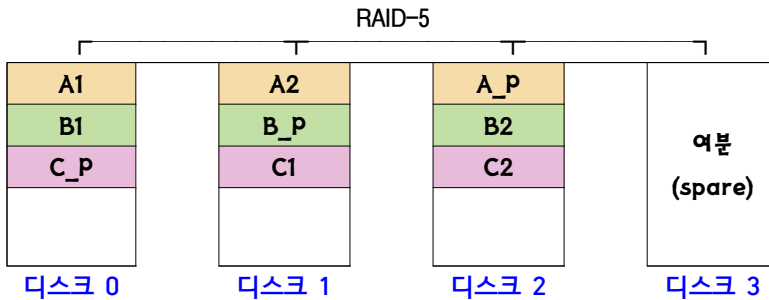 RAID-5
A1 A2 A_P
B1 B_P B2
C_P C1 C2
여분
(spare)
디스크 0 디스크 1 디스크 2 디스크 3